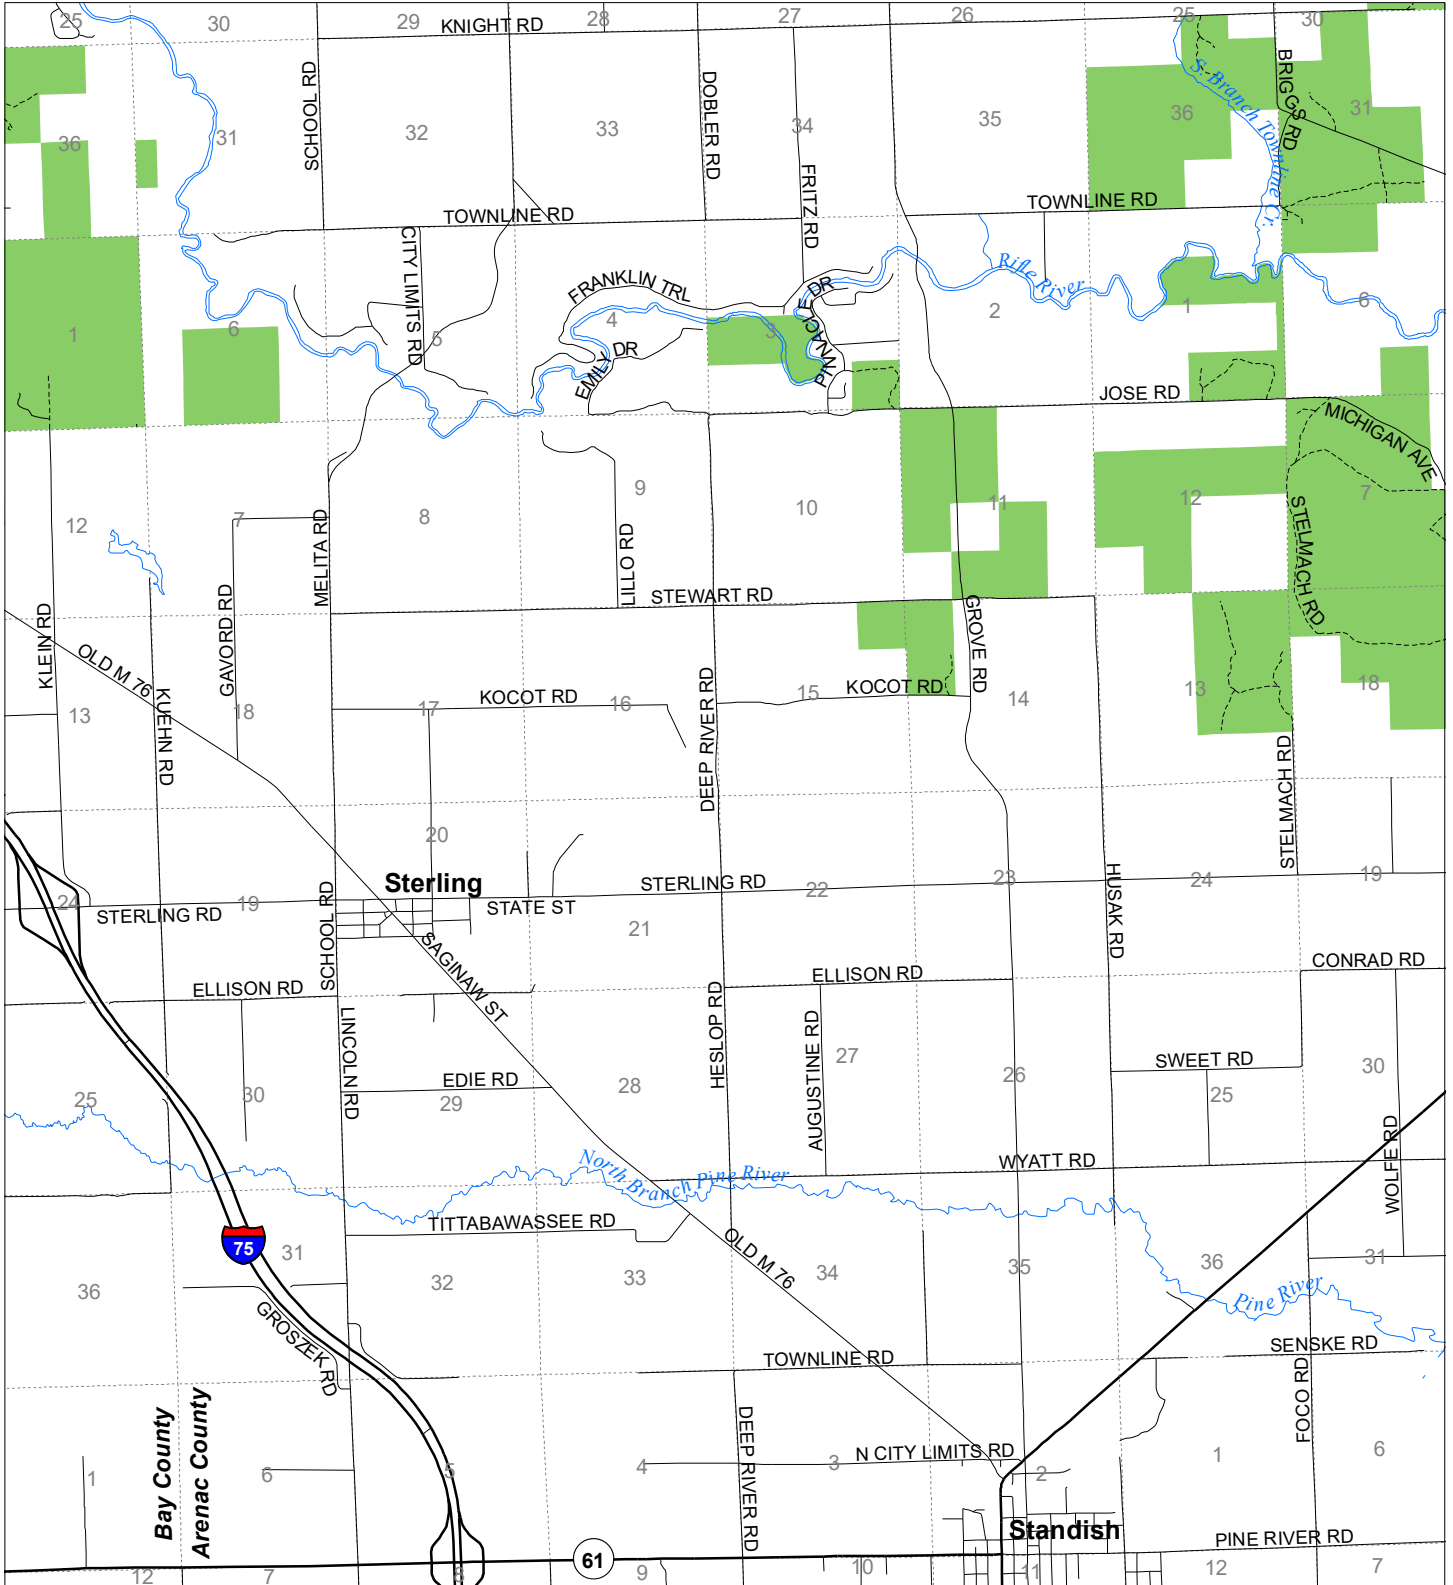 25
30
29
28
27
26
25
30
KNIGHT RD
SCHOOL RD
DOBLER RD
BRIGGS RD
S. Branch Townline Cr.
36
31
32
33
34
35
36
31
FRITZ RD
TOWNLINE RD
TOWNLINE RD
CITY LIMITS RD
FRANKLIN TRL
PINNACLE DR
Rifle River
1
6
5
4
3
2
1
6
EMILY DR
JOSE RD
MICHIGAN AVE
12
7
8
9
10
11
12
7
MELITA RD
LILLO RD
STELMACH RD
STEWART RD
KLEIN RD
GAVORD RD
GROVE RD
OLD M 76
KUEHN RD
KOCOT RD
KOCOT RD
DEEP RIVER RD
13
18
17
16
15
14
13
18
STELMACH RD
20
Sterling
STERLING RD
HUSAK RD
24
19
22
23
24
19
STERLING RD
STATE ST
SCHOOL RD
21
SAGINAW ST
ELLISON RD
ELLISON RD
CONRAD RD
LINCOLN RD
HESLOP RD
AUGUSTINE RD
EDIE RD
SWEET RD
25
30
29
28
27
26
25
30
WOLFE RD
North Branch Pine River
WYATT RD
TITTABAWASSEE RD
OLD M 76
75
36
31
32
33
34
35
36
31
Pine River
GROSZEK RD
TOWNLINE RD
SENSKE RD
FOCO RD
Bay County
Arenac County
DEEP RIVER RD
N CITY LIMITS RD
1
6
5
4
3
2
1
6
Standish
PINE RIVER RD
61
12
7
8
9
10
11
12
7